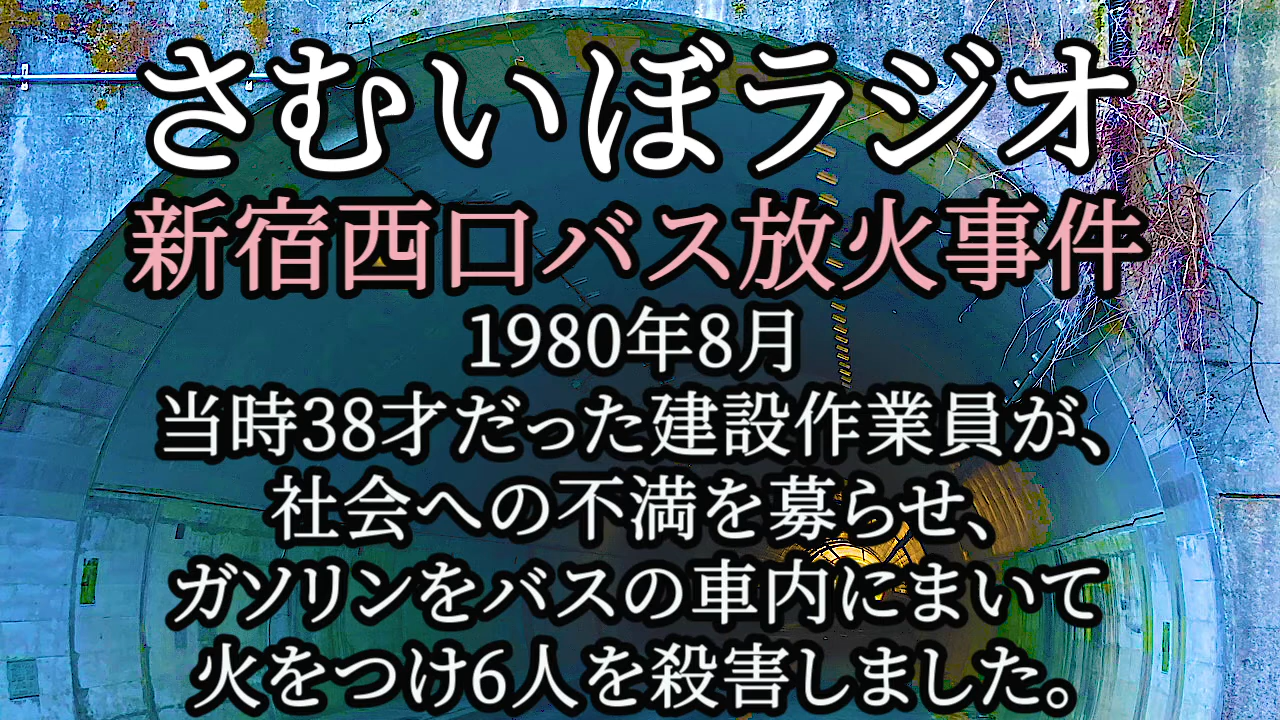 さむいぼラジオ
新宿西口バス放火事件
1980年8月
当時38才だった建設作業員が、
社会への不満を募らせ、
ガソリンをバスの車内にまいて
火をつけ6人を殺害しました。